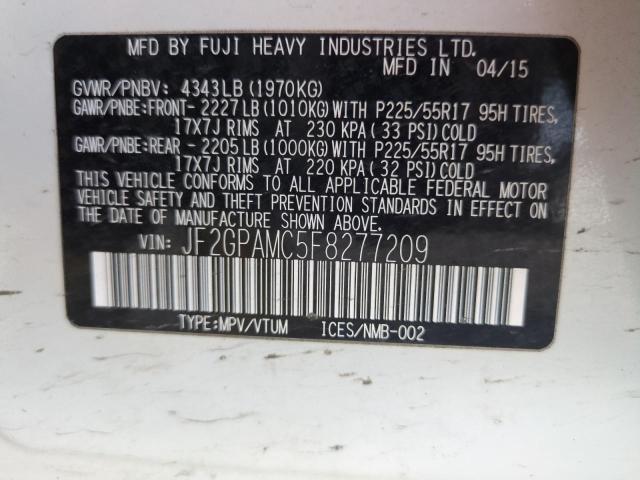 MFD BY FUJI HEAVY INDUSTRIES LTD.
MFD IN 04/15
GVWR/PNBV: 4343LB(1970KG)
GAWR/PNBE:FRONT-2227LB(1010KG)WITH P225/55R17 95H TIRES,
17X7J RIMS AT 230 KPA(33 PSI)COLD
GAWR/PNBE:REAR -2205LB(1000KG)WITH P225/55R17 95H TIRES,
17X7J RIMS AT 220 KPA(32 PSI)COLD
THIS VEHICLE CONFORMS TO ALL APPLICABLE FEDERAL MOTOR
VEHICLE SAFETY AND THEFT PREVENTION STANDARDS IN EFFECT ON
THE DATE OF MANUFACTURE SHOWN ABOVE.
VIN: JF2GPAMC5F8277209
TYPE:MPV/VTUM ICES/NMB-002